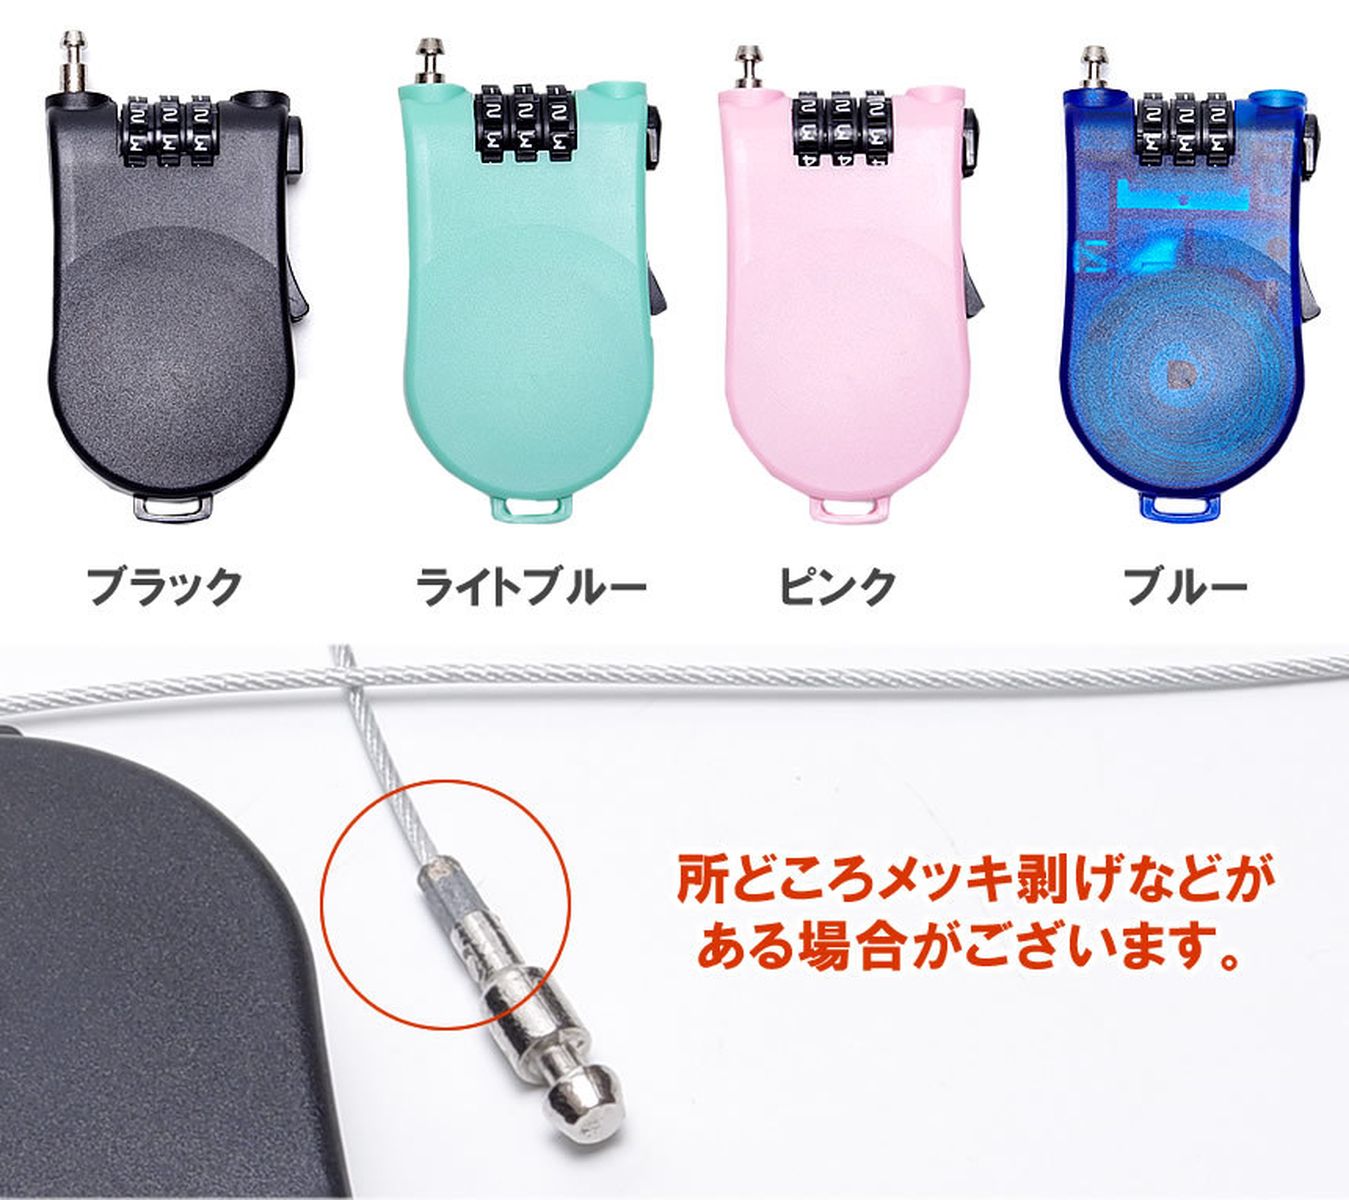 ブラック
ライトブルー
ピンク
ブルー
所どころメッキ剥げなどが
ある場合がございます。